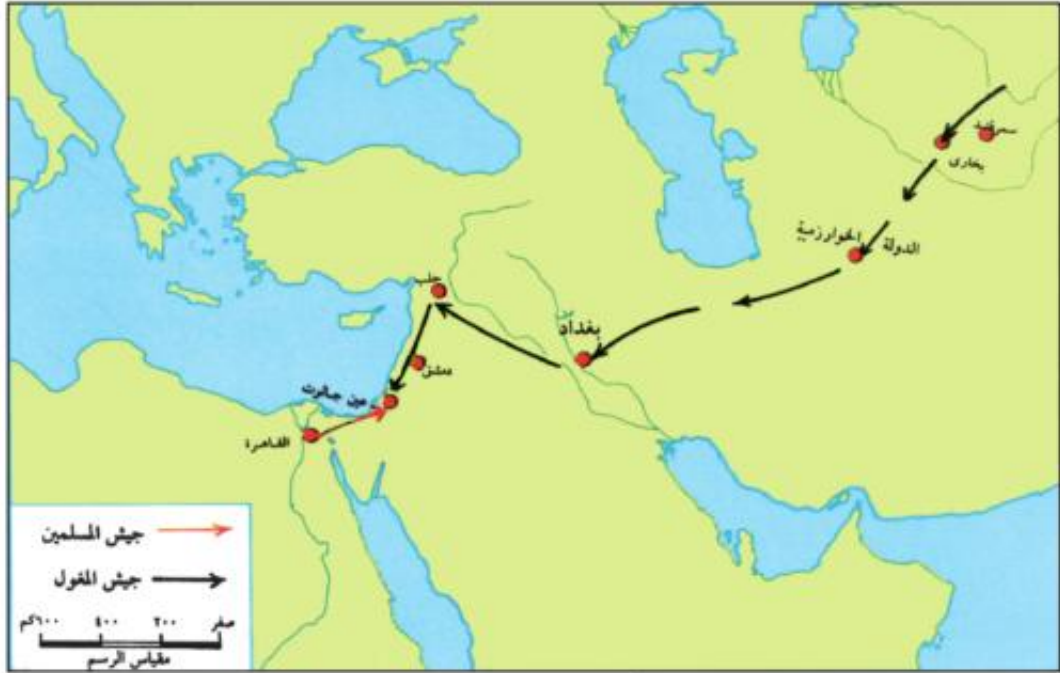 سمرقند
بخارى
الدولة الخوارزمية
حلب
بغداد
دمشق
عين جالوت
القاهرة
جيش المسلمين
جيش المغول
صفر ٢٠٠ ٤٠٠ ٦٠٠كم
مقياس الرسم